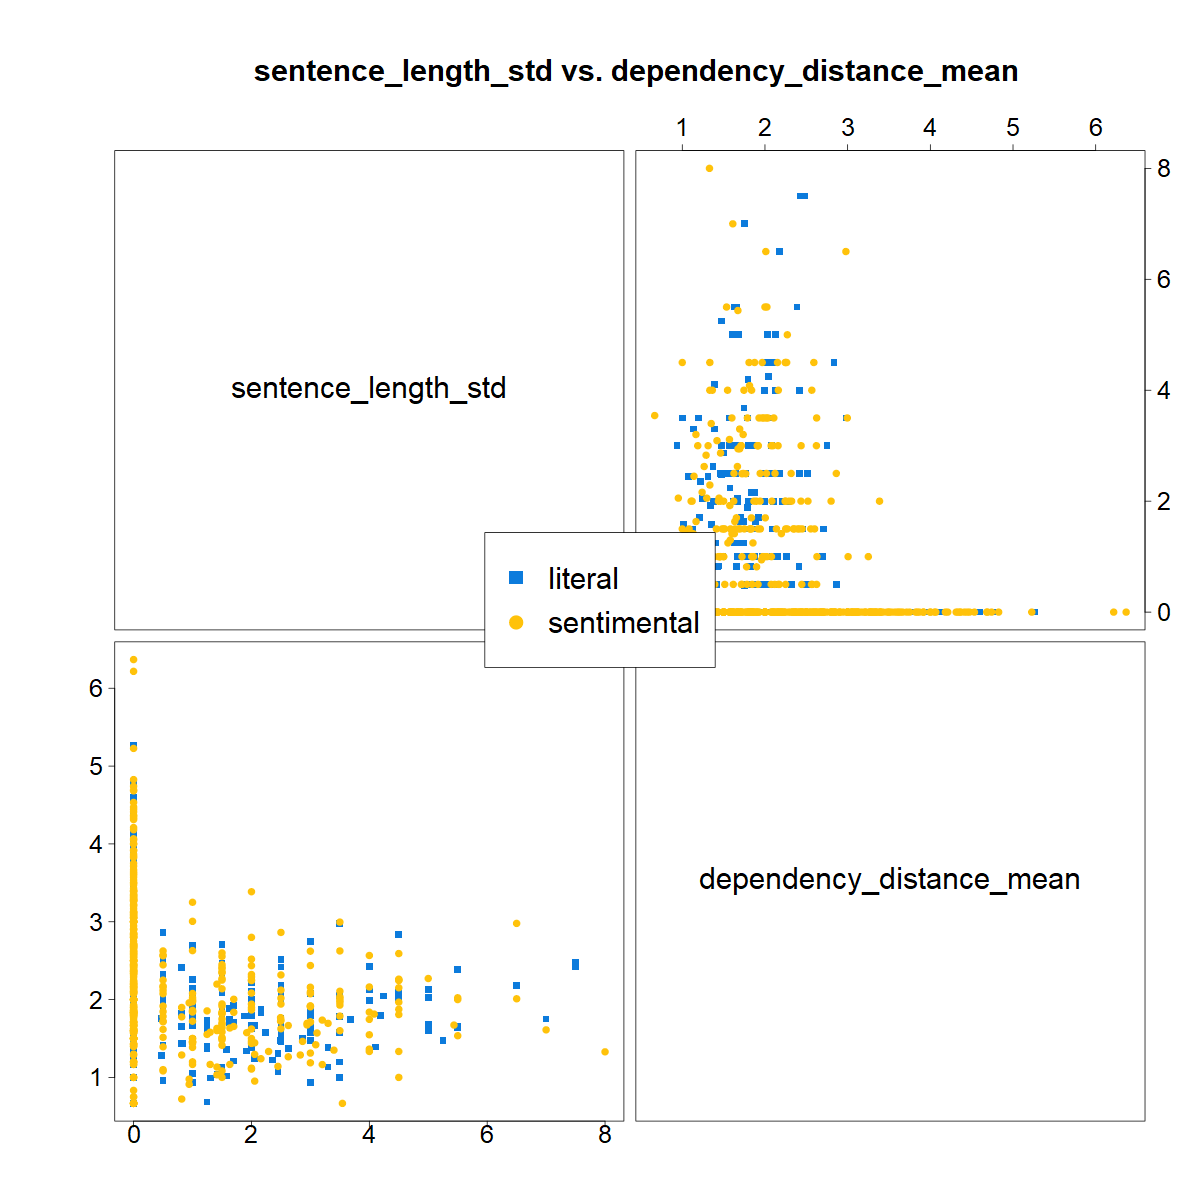 sentence_length_std vs. dependency_distance_mean
1 2 3 4 5 6
8
6
sentence_length_std
4
2
literal
0
sentimental
6
5
4
dependency_distance_mean
3
2
1
0 2 4 6 8